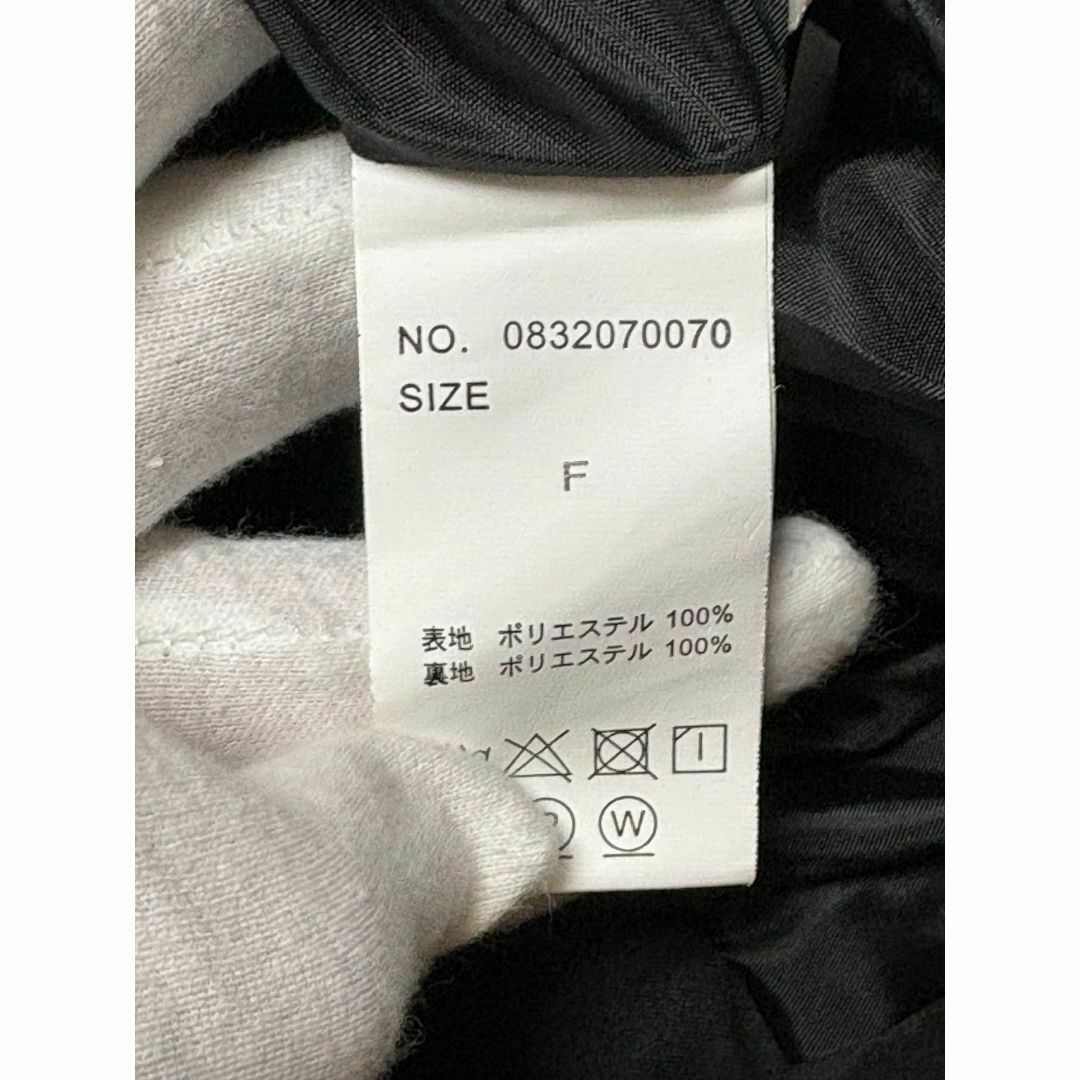 NO. 0832070070
SIZE
F
表地 ポリエステル 100%
裏地 ポリエステル 100%
W